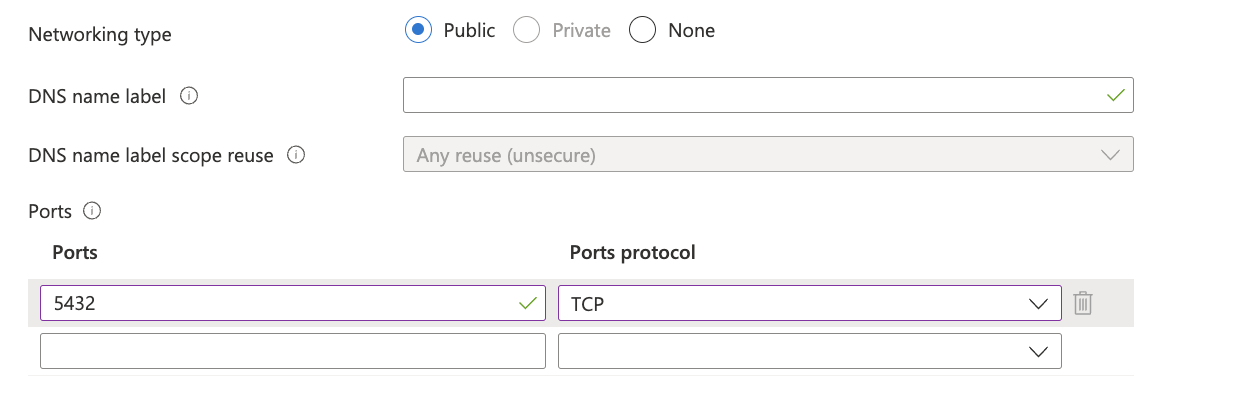 Networking type Public Private None
DNS name label
DNS name label scope reuse Any reuse (unsecure)
Ports
Ports Ports protocol
5432 TCP